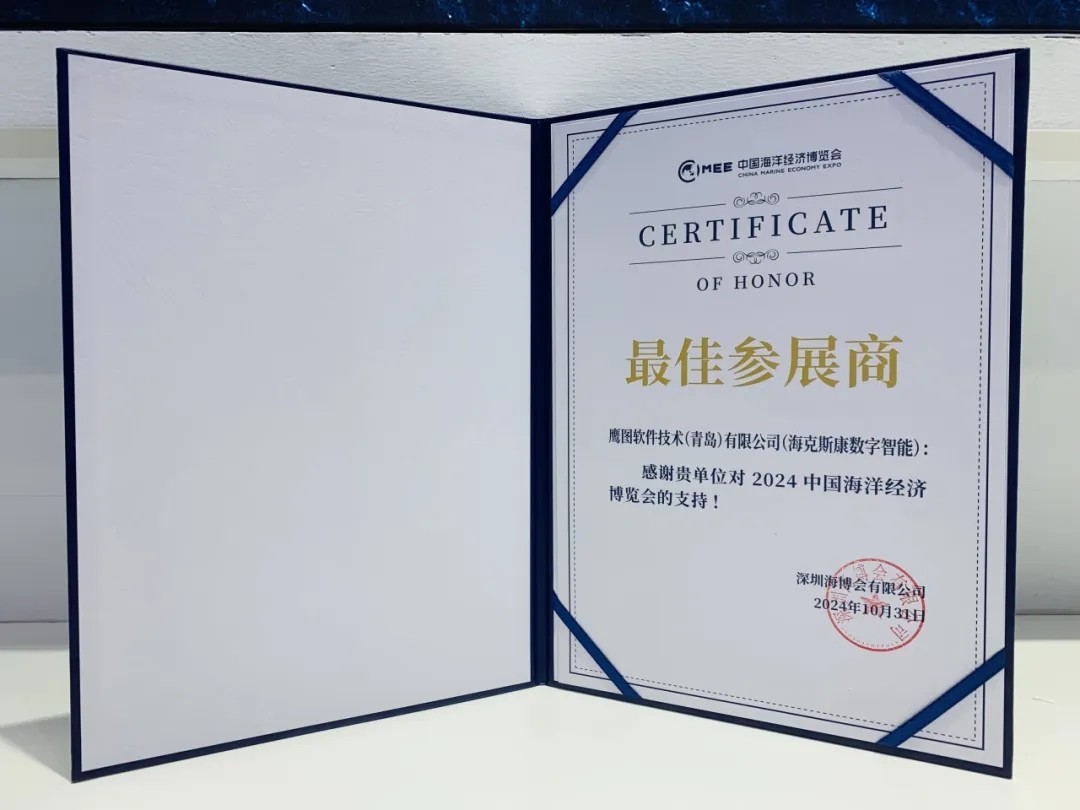 CMEE 中国海洋经济博览会
CHINA MARINE ECONOMY EXPO
CERTIFICATE
OF HONOR
最佳参展商
鹰图软件技术(青岛)有限公司(海克斯康数字智能):
感谢贵单位对 2024 中国海洋经济
博览会的支持!
深圳海博会有限公司
2024年10月31日